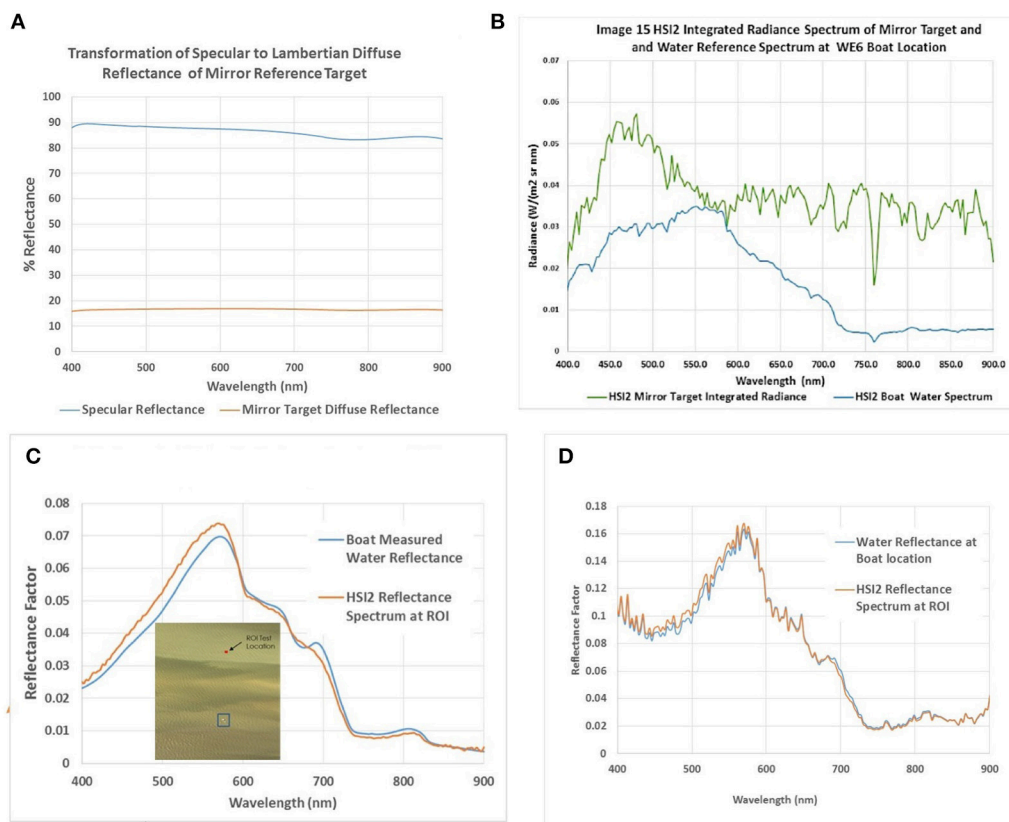 A
Transformation of Specular to Lambertian Diffuse
Reflectance of Mirror Reference Target
% Reflectance
100
90
80
70
60
50
40
30
20
10
0
400 500 600 700 800 900
Wavelength (nm)
Specular Reflectance Mirror Target Diffuse Reflectance
B
Image 15 HSI2 Integrated Radiance Spectrum of Mirror Target and
and Water Reference Spectrum at WE6 Boat Location
Radiance (W/(m2 sr nm)
0.07
0.06
0.05
0.04
0.03
0.02
0.01
0
400.0 450.0 500.0 550.0 600.0 650.0 700.0 750.0 800.0 850.0 900.0
Wavelength (nm)
HSI2 Mirror Target Integrated Radiance HSI2 Boat Water Spectrum
C
Reflectance Factor
0.08
0.07
0.06
0.05
0.04
0.03
0.02
0.01
0
Boat Measured
Water Reflectance
HSI2 Reflectance
Spectrum at ROI
ROI Test
Location
400 500 600 700 800 900
Wavelength (nm)
D
Reflectance Factor
0.18
0.16
0.14
0.12
0.1
0.08
0.06
0.04
0.02
0
Water Reflectance at
Boat location
HSI2 Reflectance
Spectrum at ROI
400 500 600 700 800 900
Wavelength (nm)